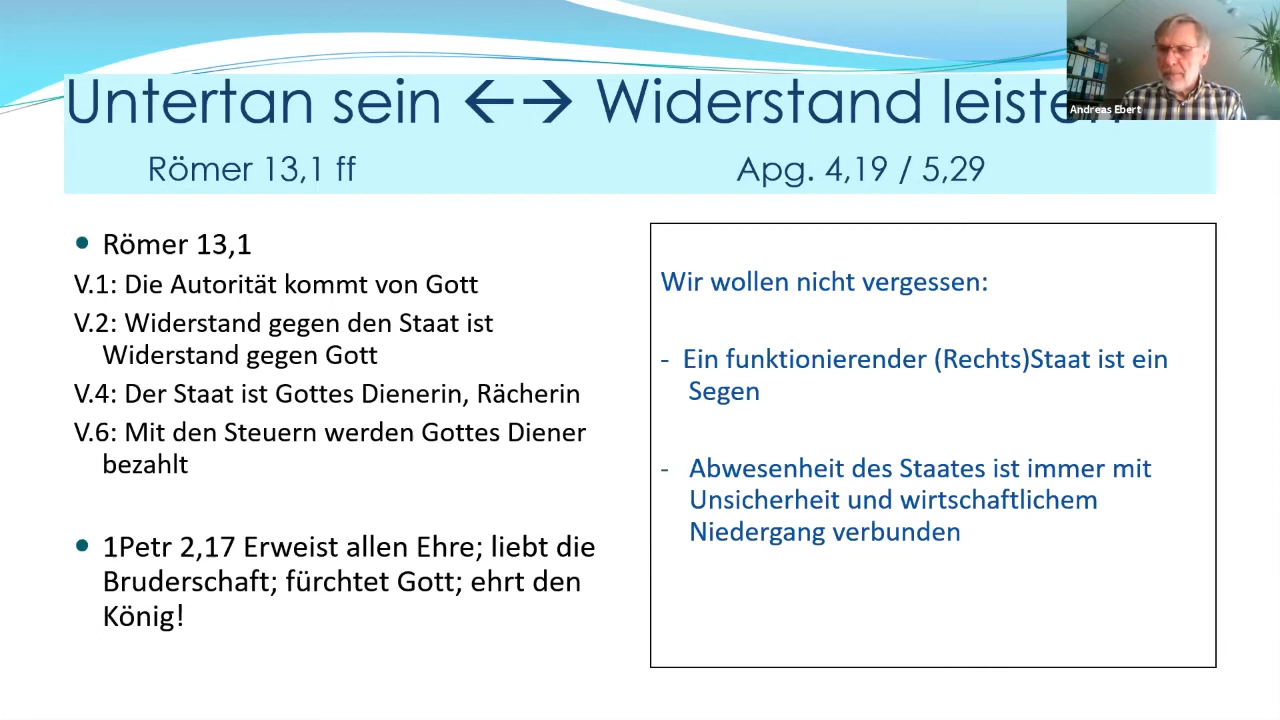 Untertan sein ← → Widerstand leisten
Andreas Ebert
Römer 13,1 ff
Apg. 4,19 / 5,29
• Römer 13,1
V.1: Die Autorität kommt von Gott
V.2: Widerstand gegen den Staat ist
Widerstand gegen Gott
V.4: Der Staat ist Gottes Dienerin, Rächerin
V.6: Mit den Steuern werden Gottes Diener
bezahlt
• 1Petr 2,17 Erweist allen Ehre; liebt die
Bruderschaft; fürchtet Gott; ehrt den
König!
Wir wollen nicht vergessen:
- Ein funktionierender (Rechts)Staat ist ein
Segen
- Abwesenheit des Staates ist immer mit
Unsicherheit und wirtschaftlichem
Niedergang verbunden